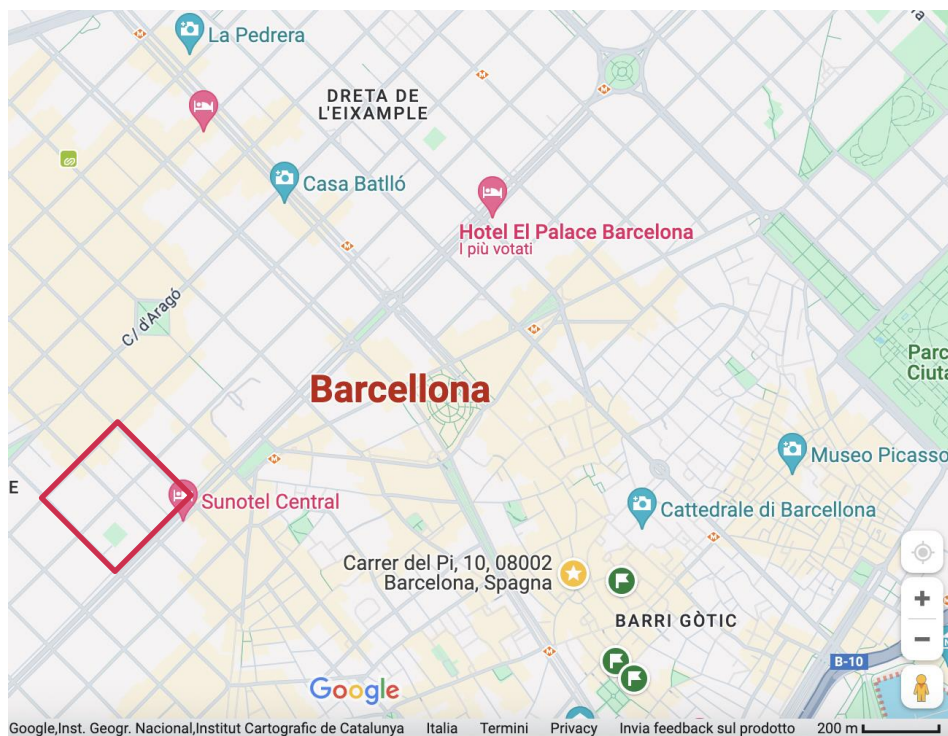 La Pedrera
DRETA DE
L'EIXAMPLE
Casa Batlló
Hotel El Palace Barcelona
I più votati
C/ d'Aragó
Parc
Ciuta
Barcellona
Museo Picasso
E
Sunotel Central
Cattedrale di Barcellona
Carrer del Pi, 10, 08002
Barcelona, Spagna
BARRI GÒTIC
B-10
Google
Google,Inst. Geogr. Nacional,Institut Cartografic de Catalunya Italia Termini Privacy Invia feedback sul prodotto 200 m